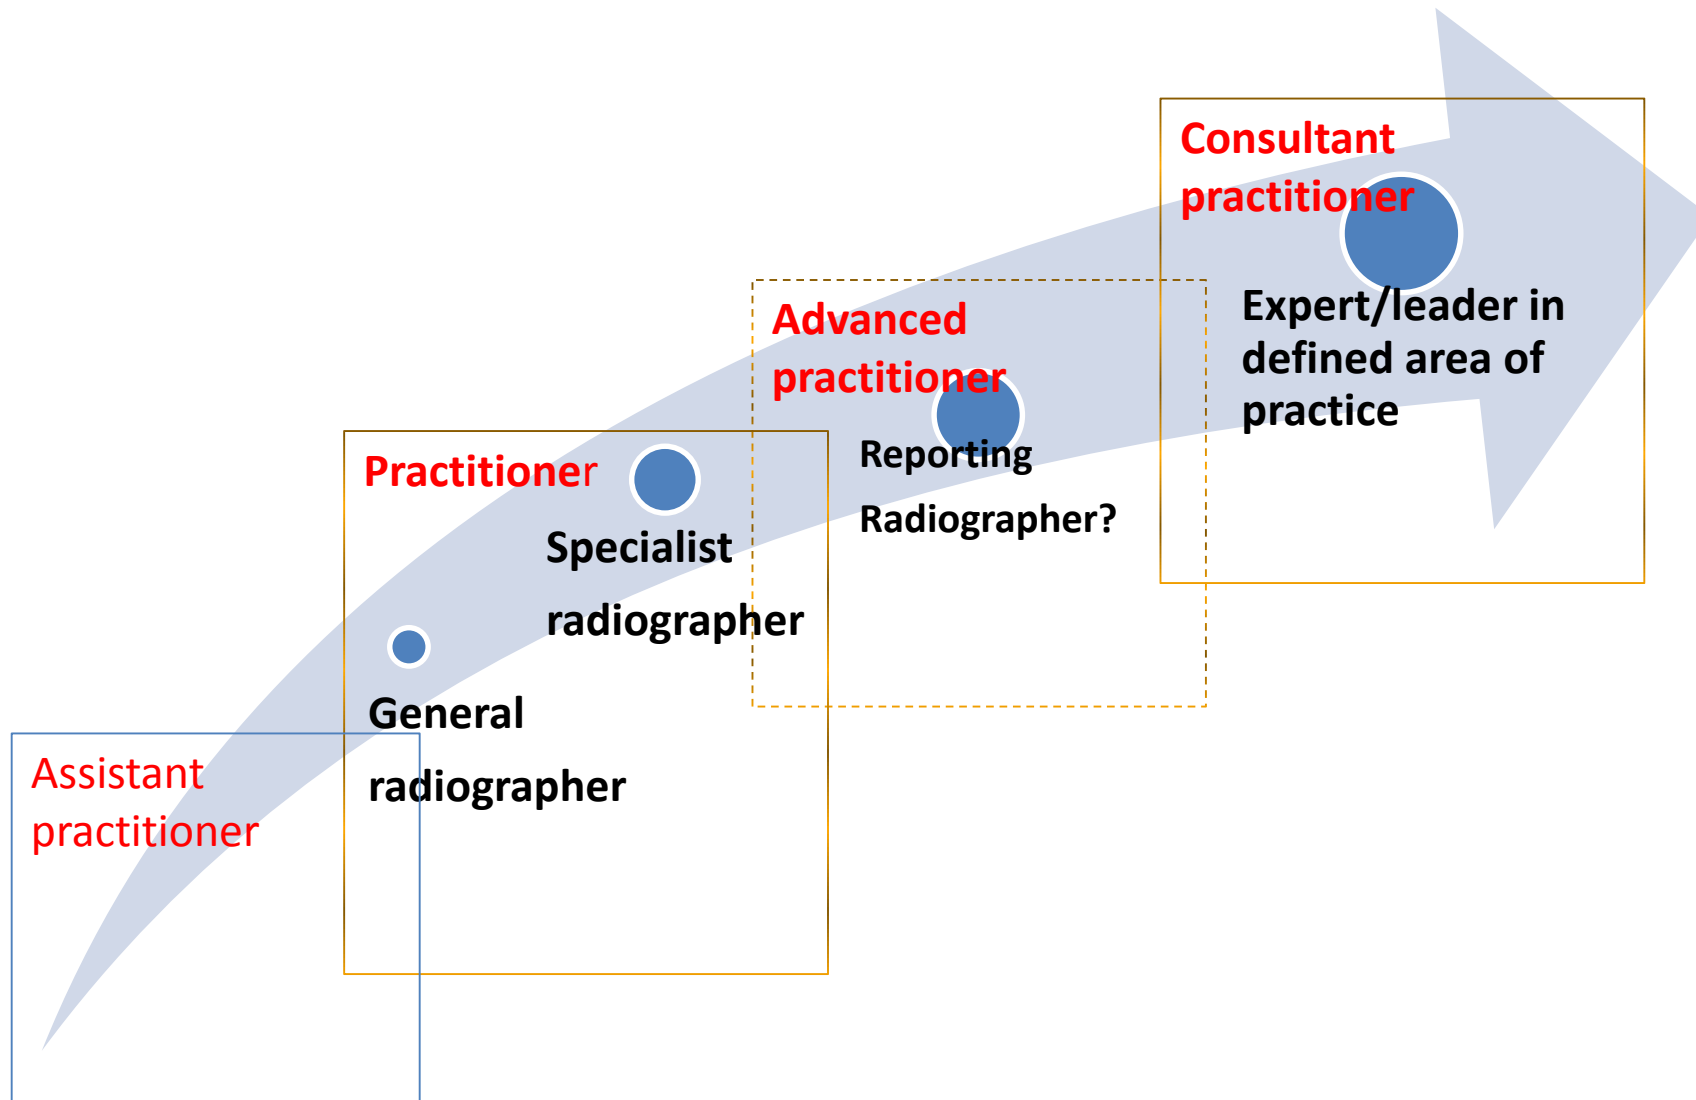 Assistant
practitioner
Practitioner
General
radiographer
Specialist
radiographer
Advanced
practitioner
Reporting
Radiographer?
Consultant
practitioner
Expert/leader in
defined area of
practice